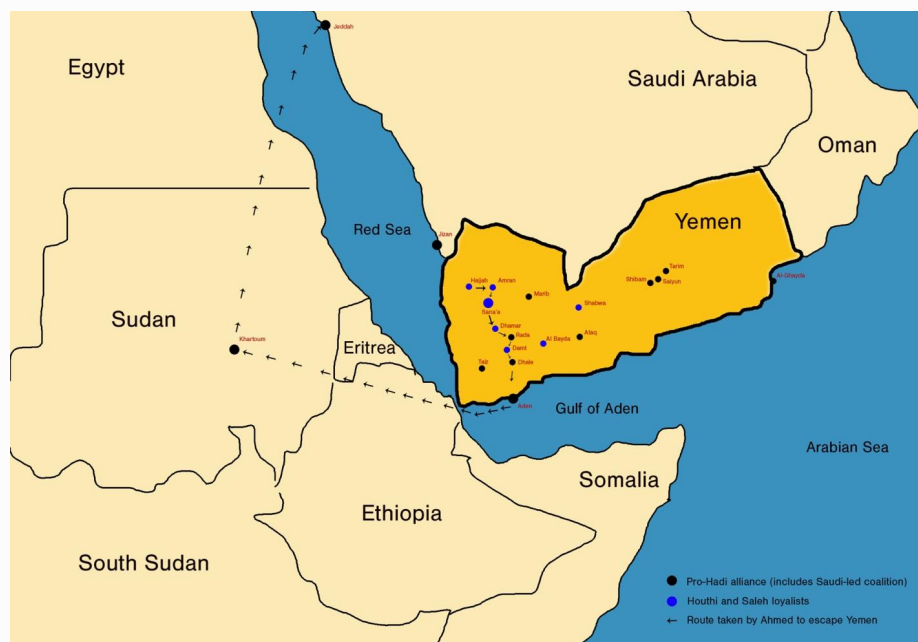 Jeddah
Egypt
Saudi Arabia
Oman
Red Sea
Jizan
Yemen
Tarim
Shibam
Saiyun
Al-Ghayda
Hajjah
Amran
Marib
Sana'a
Shabwa
Dhamar
Rada
Al Bayda
Ataq
Damt
Taiz
Dhale
Sudan
Khartoum
Eritrea
Aden
Gulf of Aden
Arabian Sea
Somalia
Ethiopia
South Sudan
Pro-Hadi alliance (includes Saudi-led coalition)
Houthi and Saleh loyalists
Route taken by Ahmed to escape Yemen